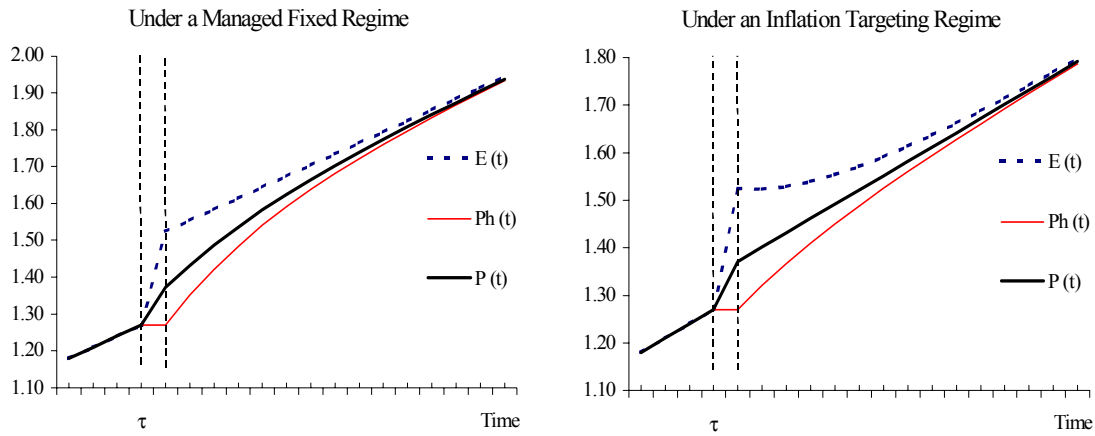 Under a Managed Fixed Regime
2.00
1.90
1.80
1.70
1.60
1.50
1.40
1.30
1.20
1.10
E (t)
Ph (t)
P (t)
τ
Time
Under an Inflation Targeting Regime
1.80
1.70
1.60
1.50
1.40
1.30
1.20
1.10
E (t)
Ph (t)
P (t)
τ
Time